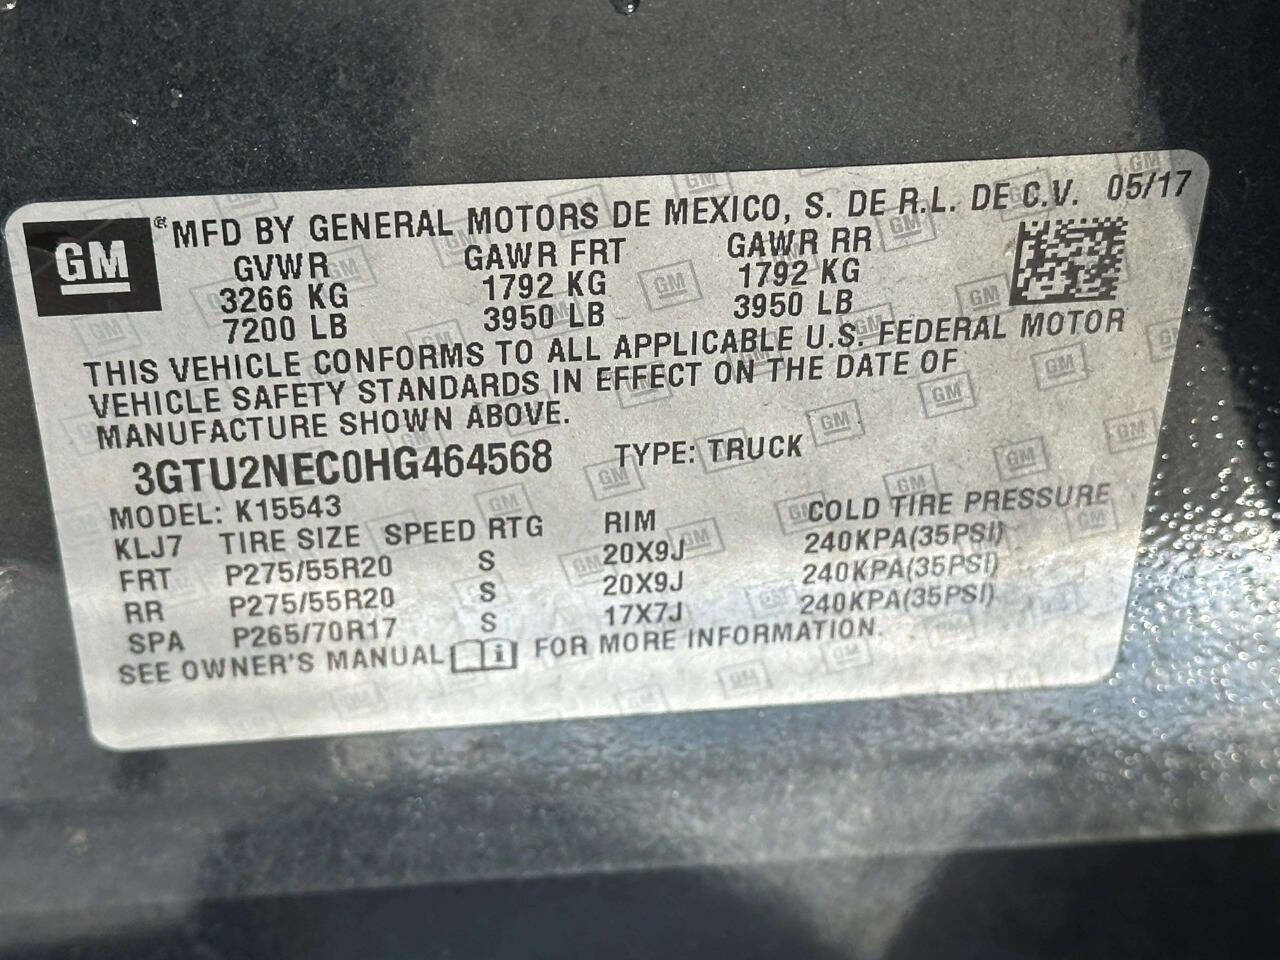 GM ® MFD BY GENERAL MOTORS DE MEXICO, S. DE R.L. DE C.V. 05/17
GVWR GAWR FRT GAWR RR
3266 KG 1792 KG 1792 KG
7200 LB 3950 LB 3950 LB
THIS VEHICLE CONFORMS TO ALL APPLICABLE U.S. FEDERAL MOTOR
VEHICLE SAFETY STANDARDS IN EFFECT ON THE DATE OF
MANUFACTURE SHOWN ABOVE.
3GTU2NEC0HG464568 TYPE: TRUCK
MODEL: K15543
KLJ7 TIRE SIZE SPEED RTG RIM COLD TIRE PRESSURE
FRT P275/55R20 S 20X9J 240KPA(35PSI)
RR P275/55R20 S 20X9J 240KPA(35PSI)
SPA P265/70R17 S 17X7J 240KPA(35PSI)
SEE OWNER'S MANUAL i FOR MORE INFORMATION.